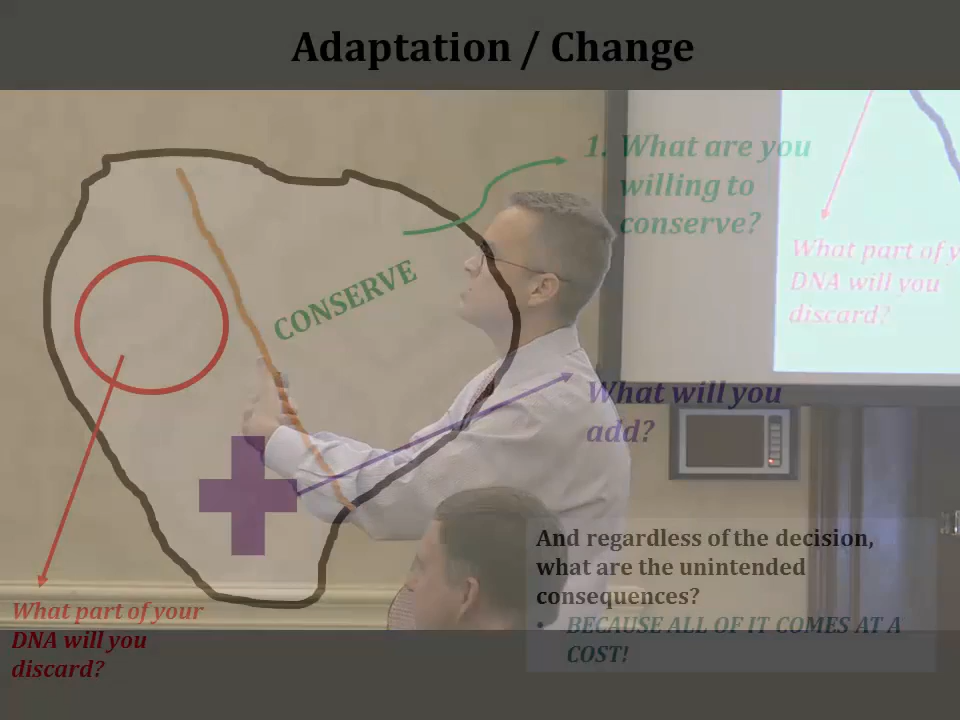 Adaptation / Change
1. What are you
willing to
conserve?
CONSERVE
What part of y
DNA will you
discard?
What will you
add?
And regardless of the decision,
what are the unintended
consequences?
• BECAUSE ALL OF IT COMES AT A
COST!
What part of your
DNA will you
discard?